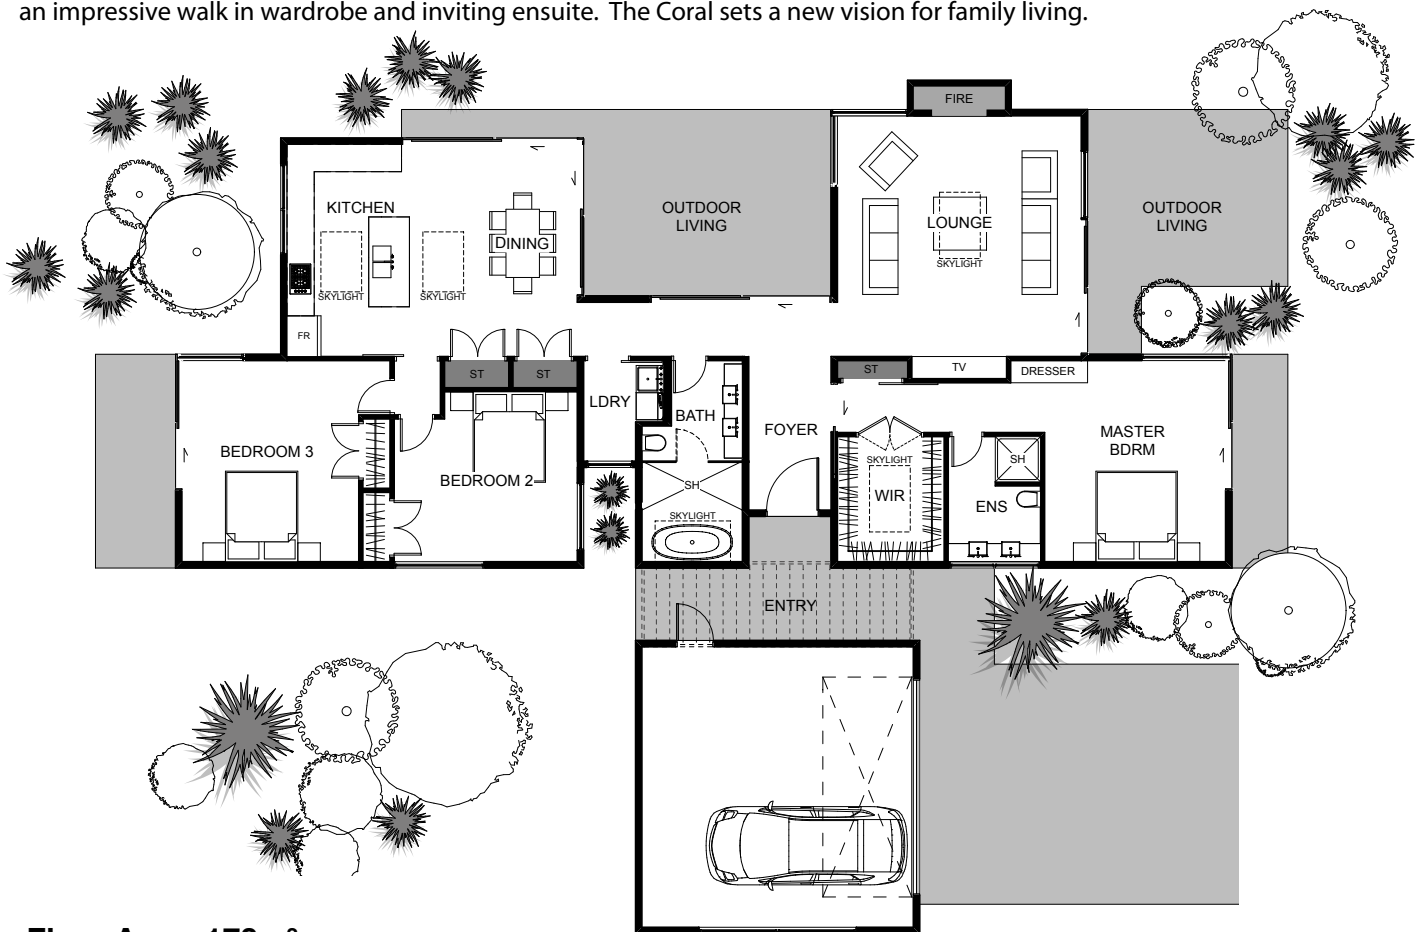 an impressive walk in wardrobe and inviting ensuite. The Coral sets a new vision for family living.
FIRE
KITCHEN
DINING
OUTDOOR
LIVING
LOUNGE
SKYLIGHT
OUTDOOR
LIVING
SKYLIGHT
SKYLIGHT
FR
ST
ST
ST
TV
DRESSER
LDRY
BATH
FOYER
BEDROOM 3
BEDROOM 2
SKYLIGHT
SH
MASTER
BDRM
SH
SKYLIGHT
WIR
ENS
ENTRY